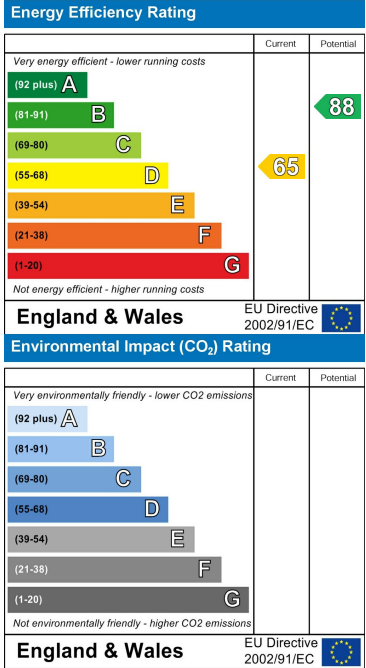 Energy Efficiency Rating
Current Potential
Very energy efficient - lower running costs
(92 plus) A
(81-91) B
(69-80) C
(55-68) D
(39-54) E
(21-38) F
(1-20) G
65
88
Not energy efficient - higher running costs
England & Wales
EU Directive
2002/91/EC
Environmental Impact (CO₂) Rating
Current Potential
Very environmentally friendly - lower CO2 emissions
(92 plus) A
(81-91) B
(69-80) C
(55-68) D
(39-54) E
(21-38) F
(1-20) G
Not environmentally friendly - higher CO2 emissions
England & Wales
EU Directive
2002/91/EC